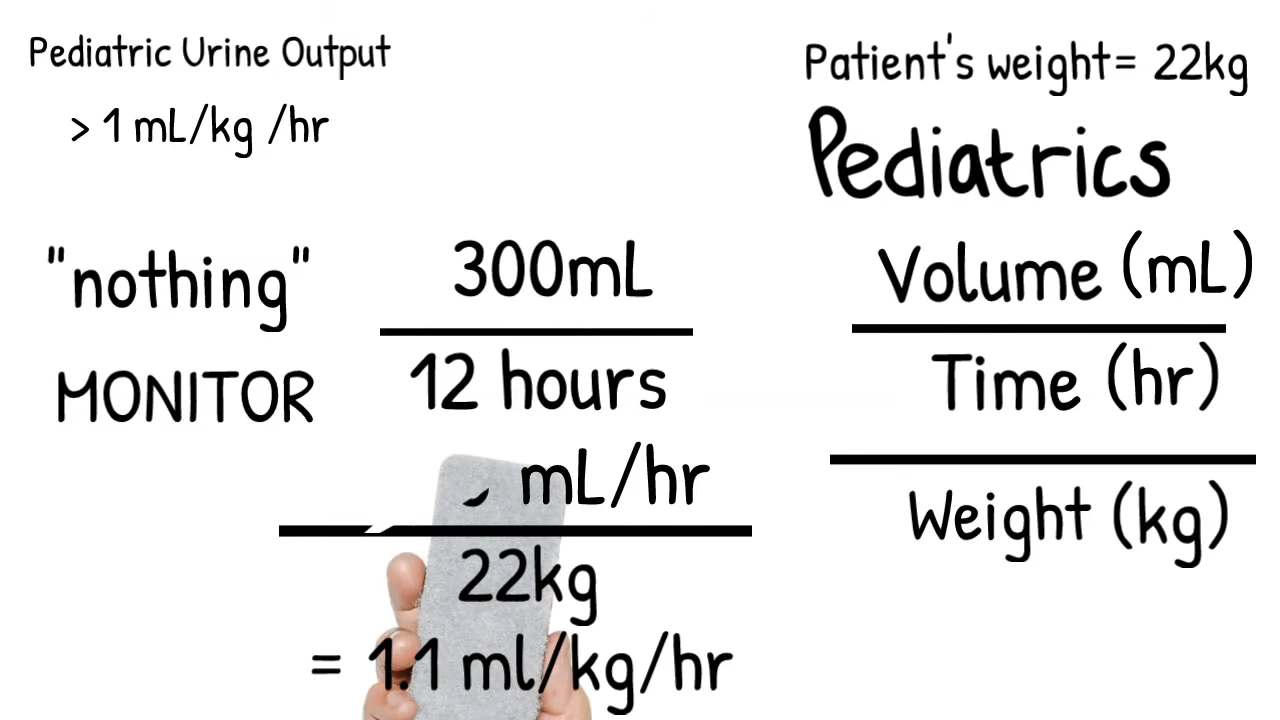 Pediatric Urine Output
> 1 mL/kg /hr
Patient's weight= 22kg
Pediatrics
"nothing"
MONITOR
300mL
12 hours
mL/hr
22kg
= 1.1 ml/kg/hr
Volume (mL)
Time (hr)
Weight (kg)